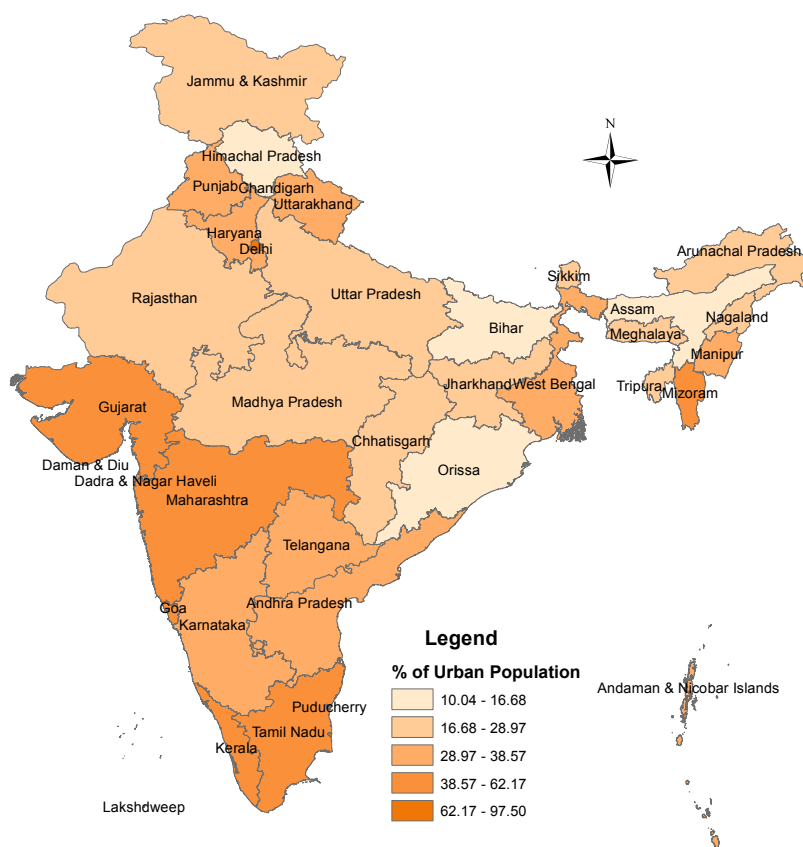 Jammu & Kashmir
N
Himachal Pradesh
Punjab
Chandigarh
Uttarakhand
Haryana
Delhi
Arunachal Pradesh
Sikkim
Rajasthan
Uttar Pradesh
Assam
Nagaland
Bihar
Meghalaya
Manipur
Jharkhand
West Bengal
Tripura
Mizoram
Gujarat
Madhya Pradesh
Chhatisgarh
Daman & Diu
Orissa
Dadra & Nagar Haveli
Maharashtra
Telangana
Goa
Andhra Pradesh
Karnataka
Legend
% of Urban Population
Andaman & Nicobar Islands
10.04 - 16.68
Puducherry
16.68 - 28.97
Tamil Nadu
Kerala
28.97 - 38.57
38.57 - 62.17
Lakshdweep
62.17 - 97.50